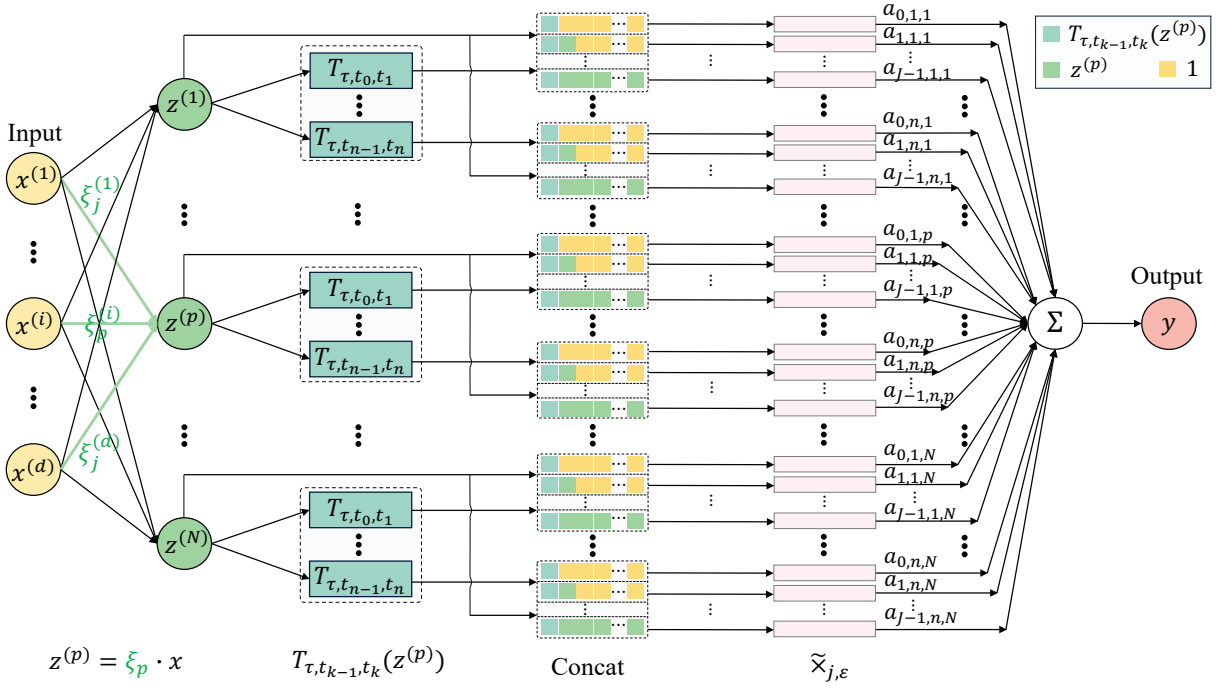 Input
x^{(1)}
x^{(i)}
x^{(d)}
ξ_j^{(1)}
ξ_p^{(i)}
ξ_j^{(d)}
z^{(1)}
z^{(p)}
z^{(N)}
T_{τ,t_0,t_1}
T_{τ,t_{n-1},t_n}
T_{τ,t_0,t_1}
T_{τ,t_{n-1},t_n}
T_{τ,t_0,t_1}
T_{τ,t_{n-1},t_n}
a_{0,1,1}
a_{1,1,1}
a_{J-1,1,1}
a_{0,n,1}
a_{1,n,1}
a_{J-1,n,1}
a_{0,1,p}
a_{1,1,p}
a_{J-1,1,p}
a_{0,n,p}
a_{1,n,p}
a_{J-1,n,p}
a_{0,1,N}
a_{1,1,N}
a_{J-1,1,N}
a_{0,n,N}
a_{1,n,N}
a_{J-1,n,N}
T_{τ,t_{k-1},t_k}(z^{(p)})
z^{(p)} 1
Σ
Output
y
z^{(p)} = ξ_p · x
T_{τ,t_{k-1},t_k}(z^{(p)})
Concat
×̃_{j,ε}